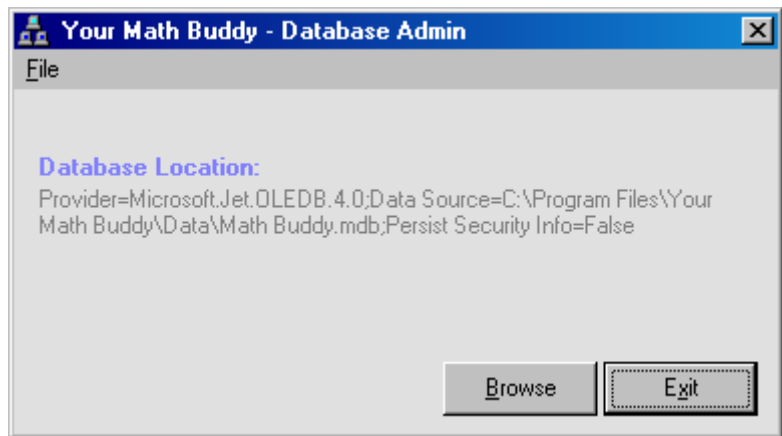 Your Math Buddy - Database Admin
File
Database Location:
Provider=Microsoft.Jet.OLEDB.4.0;Data Source=C:\Program Files\Your
Math Buddy\Data\Math Buddy.mdb;Persist Security Info=False
Browse
Exit